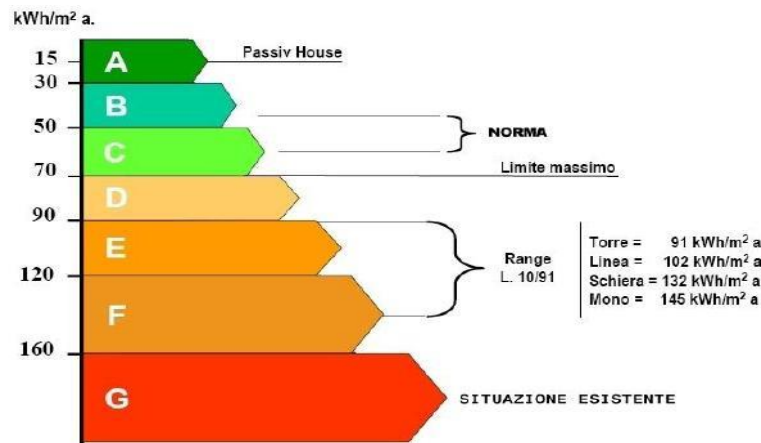 kWh/m² a.
15
30
50
70
90
120
160
A
B
C
D
E
F
G
Passiv House
NORMA
Limite massimo
Range
L. 10/91
Torre = 91 kWh/m² a
Linea = 102 kWh/m² a
Schiera = 132 kWh/m² a
Mono = 145 kWh/m² a
SITUAZIONE ESISTENTE